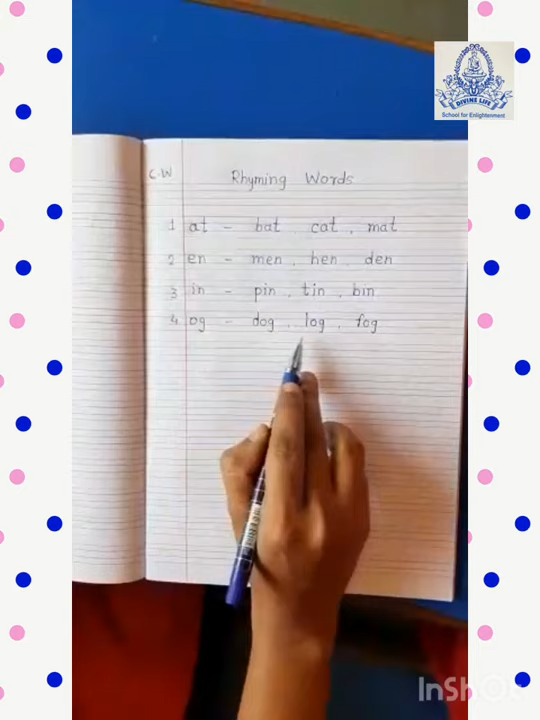 DIVINE LIFE
School for Enlightenment
C.W
Rhyming Words
1 at - bat, cat, mat
2 en - men, hen, den
3 in - pin, tin, bin
4 og - dog, log, fog
InShOt